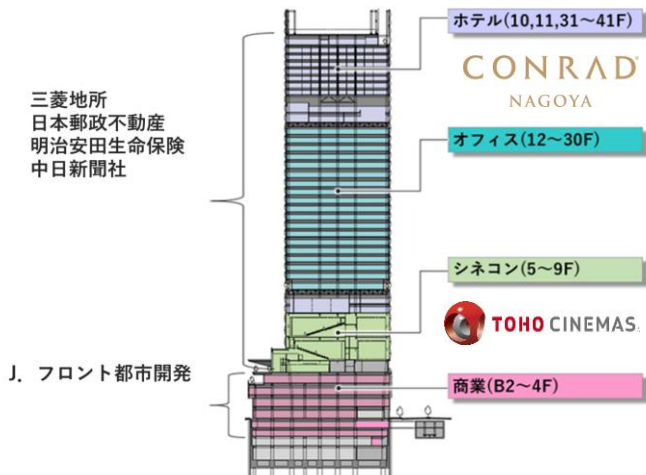 ホテル(10,11,31～41F)
CONRAD®
NAGOYA
三菱地所
日本郵政不動産
明治安田生命保険
中日新聞社
オフィス(12～30F)
シネコン(5～9F)
TOHO CINEMAS
J．フロント都市開発
商業(B2～4F)